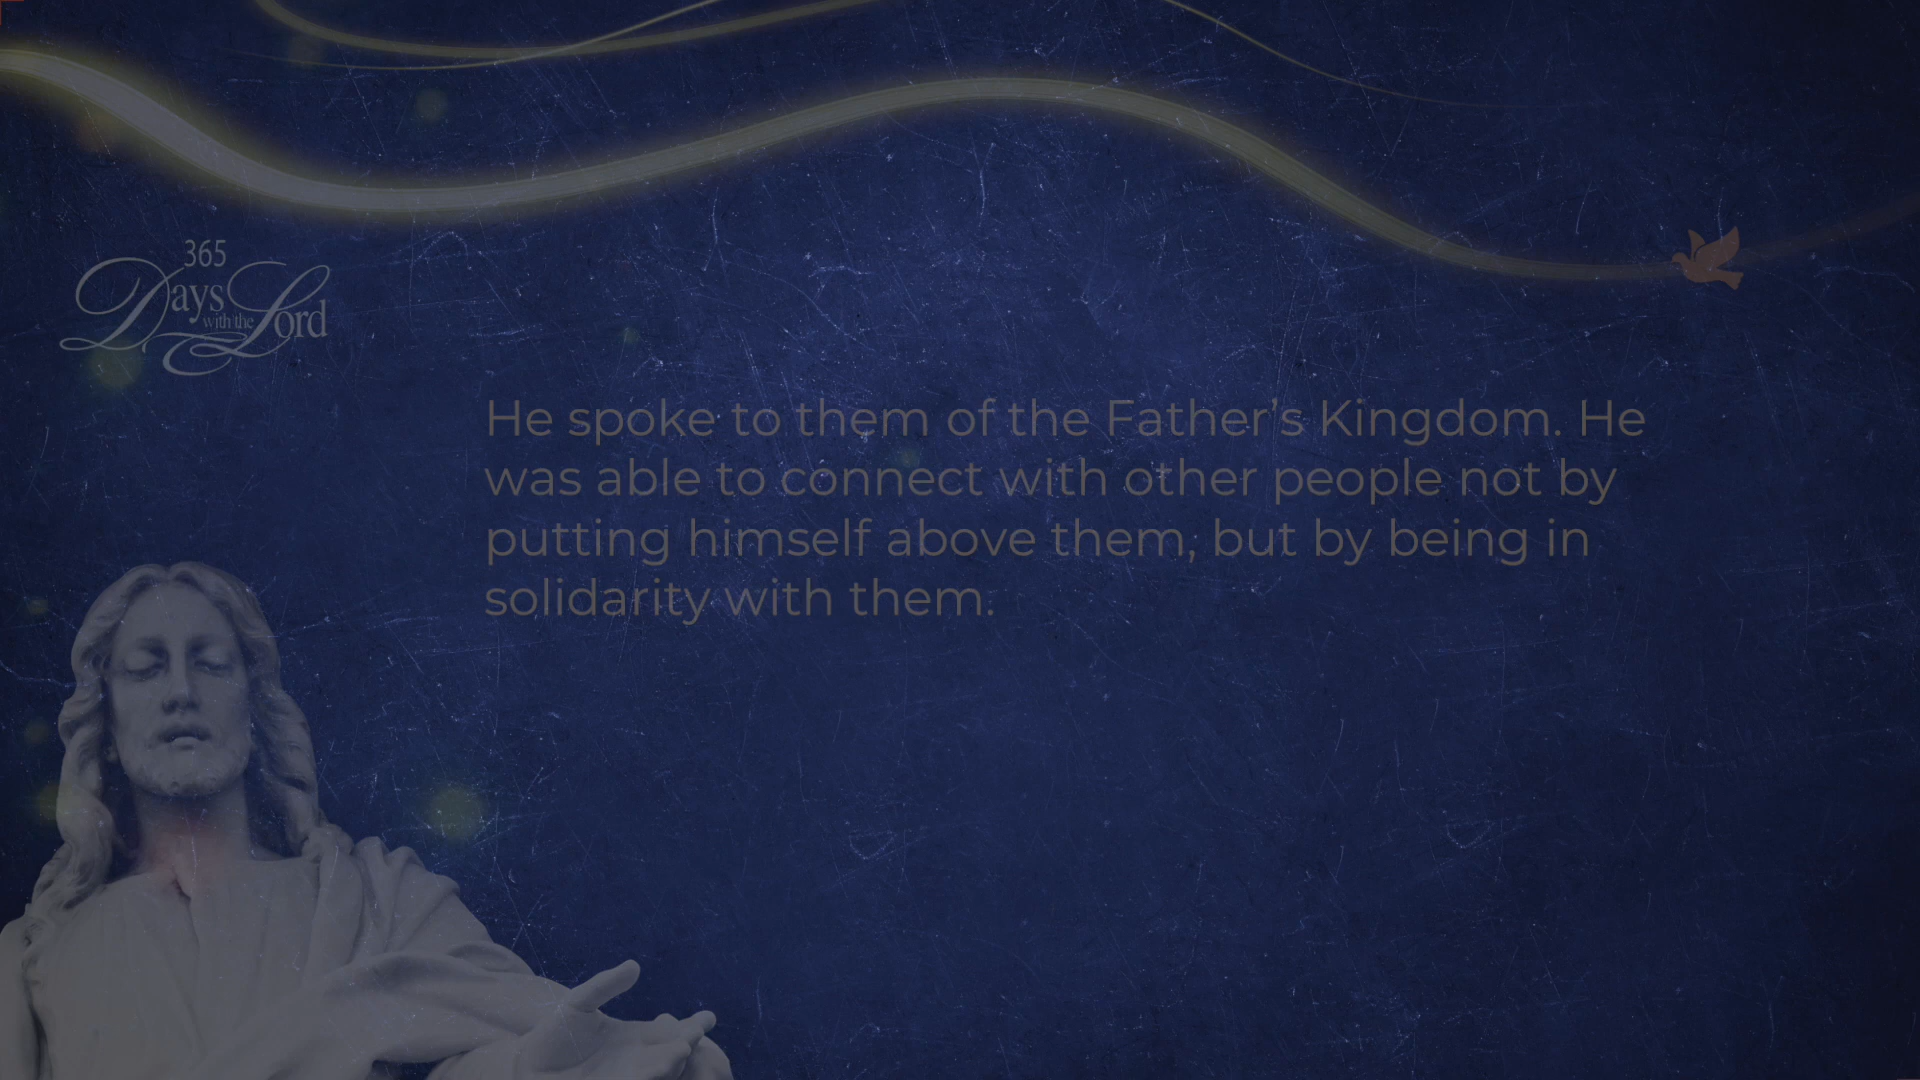 365
Days
with the
Lord
He spoke to them of the Father’s Kingdom. He
was able to connect with other people not by
putting himself above them, but by being in
solidarity with them.